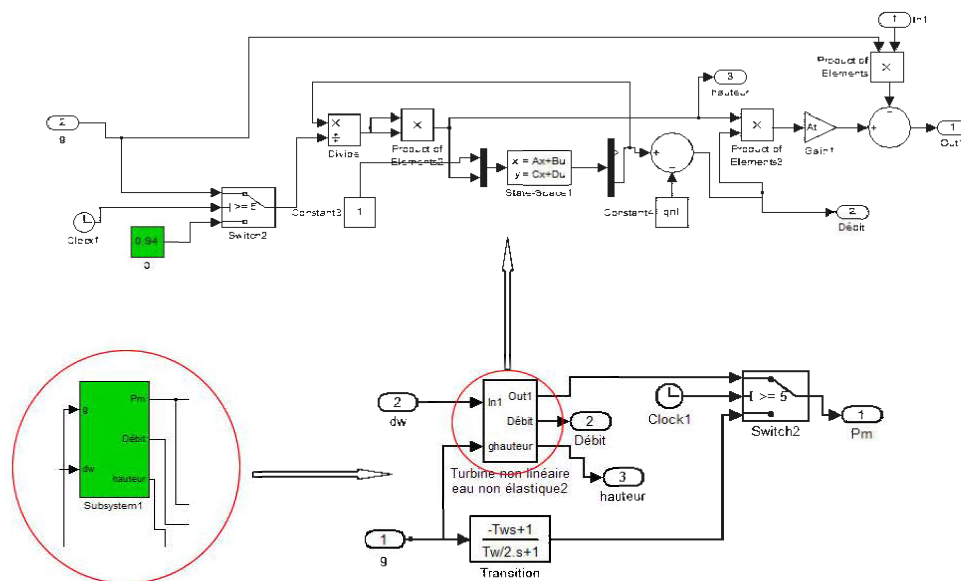 1
In1
Product of
Elements
×
2
g
×
÷
Divide
×
Product of
Elements2
3
hauteur
×
Product of
Elements3
At
Gain1
+
−
1
Out1
x = Ax+Bu
y = Cx+Du
State-Space1
+
−
Constant3
1
Constant4
qnl
2
Débit
>= 5
Switch2
Clock1
0.94
g
Pm
Débit
dw
hauteur
Subsystem1
2
dw
In1
Out1
Débit
ghauteur
Turbine non linéaire
eau non élastique2
2
Débit
3
hauteur
Clock1
>= 5
Switch2
1
Pm
1
g
-Tws+1
Tw/2.s+1
Transition